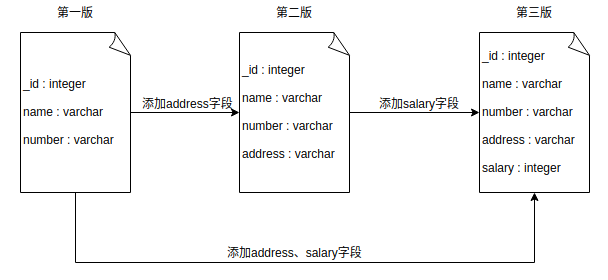 第一版
第二版
第三版
_id : integer
name : varchar
number : varchar
添加address字段
_id : integer
name : varchar
number : varchar
address : varchar
添加salary字段
_id : integer
name : varchar
number : varchar
address : varchar
salary : integer
添加address、salary字段